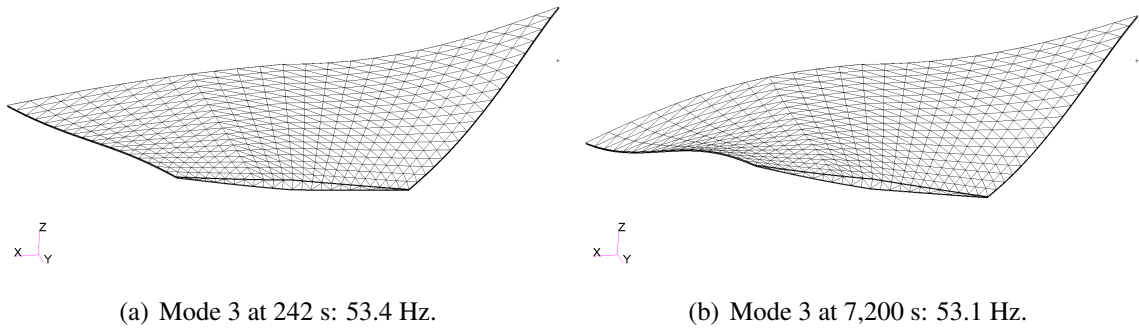 Z
X
Y
Z
X
Y
(a) Mode 3 at 242 s: 53.4 Hz.
(b) Mode 3 at 7,200 s: 53.1 Hz.